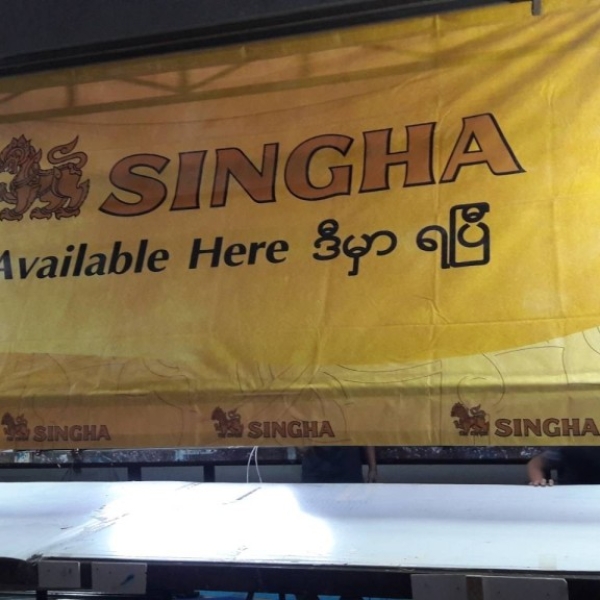 SINGHA
Available Here ဒီမှာ ရပြီ
SINGHA SINGHA SINGHA